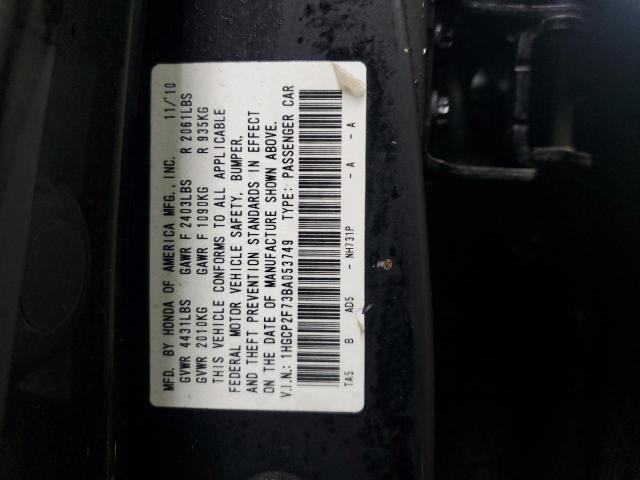 MFD. BY HONDA OF AMERICA MFG., INC. 11/10
GVWR 4431LBS GAWR F 2403LBS R 2061LBS
GVWR 2010KG GAWR F 1090KG R 935KG
THIS VEHICLE CONFORMS TO ALL APPLICABLE
FEDERAL MOTOR VEHICLE SAFETY, BUMPER,
AND THEFT PREVENTION STANDARDS IN EFFECT
ON THE DATE OF MANUFACTURE SHOWN ABOVE.
V.I.N.: 1HGCP2F73BA053749 TYPE: PASSENGER CAR
TA5 B AD5 - NH731P - A - A